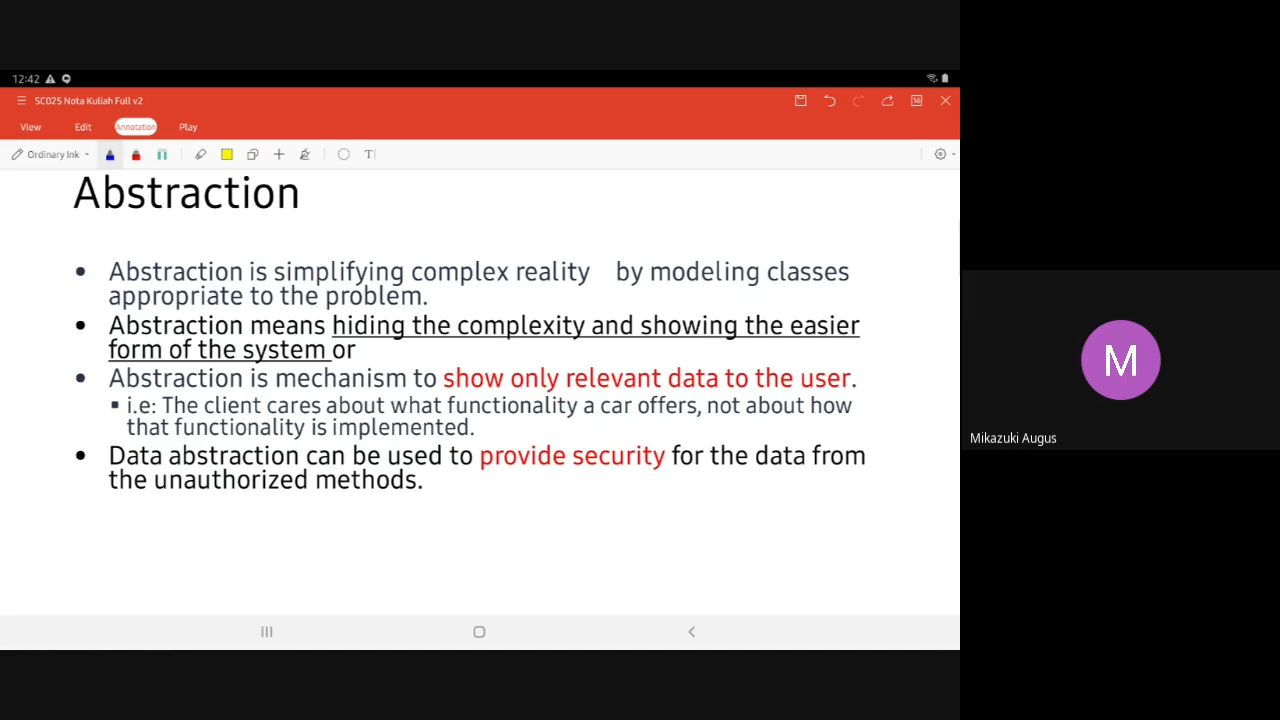 12:42
SC025 Nota Kuliah Full v2
16
View Edit Annotation Play
Ordinary Ink T
Abstraction
• Abstraction is simplifying complex reality by modeling classes
appropriate to the problem.
• Abstraction means hiding the complexity and showing the easier
form of the system or
• Abstraction is mechanism to show only relevant data to the user.
▪ i.e: The client cares about what functionality a car offers, not about how
that functionality is implemented.
• Data abstraction can be used to provide security for the data from
the unauthorized methods.
M
Mikazuki Augus